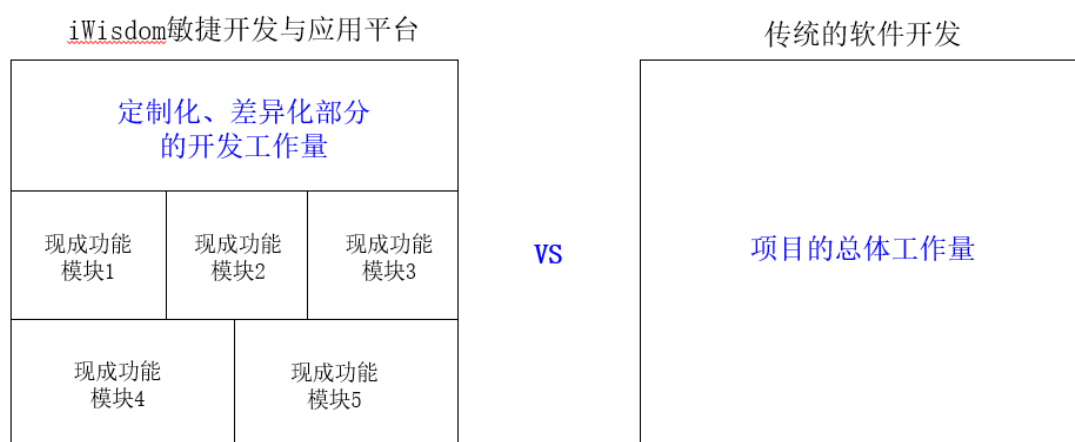 iWisdom敏捷开发与应用平台
传统的软件开发
定制化、差异化部分
的开发工作量
现成功能
模块1
现成功能
模块2
现成功能
模块3
VS
项目的总体工作量
现成功能
模块4
现成功能
模块5